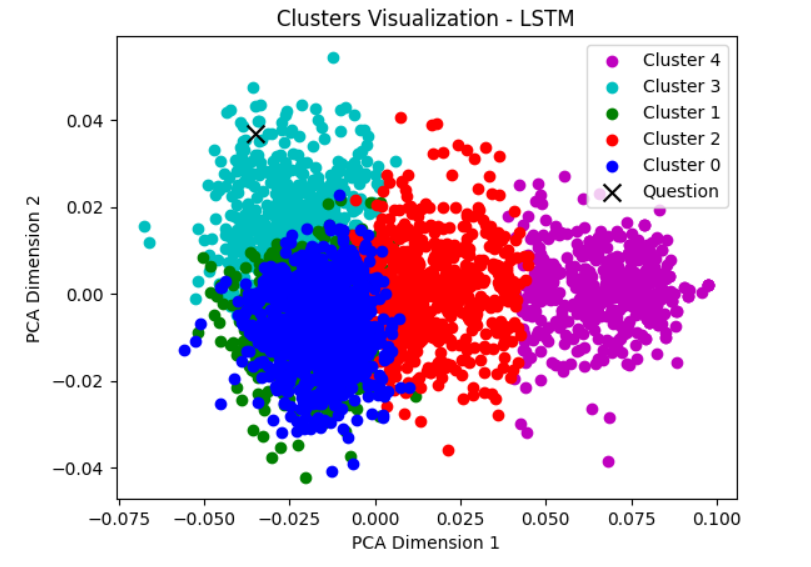 Clusters Visualization - LSTM
Cluster 4
Cluster 3
Cluster 1
Cluster 2
Cluster 0
Question
PCA Dimension 2
0.04
0.02
0.00
−0.02
−0.04
−0.075 −0.050 −0.025 0.000 0.025 0.050 0.075 0.100
PCA Dimension 1